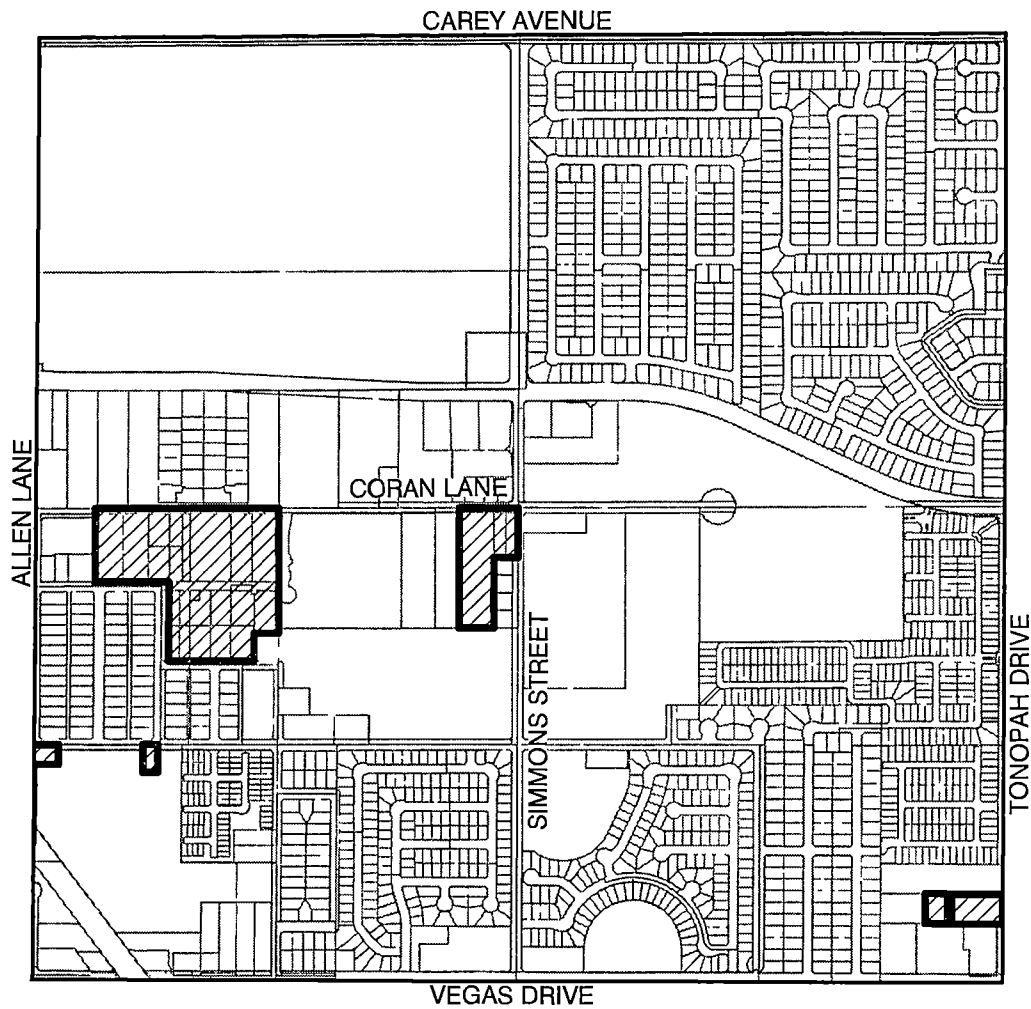 CAREY AVENUE
ALLEN LANE
CORAN LANE
SIMMONS STREET
TONOPAH DRIVE
VEGAS DRIVE